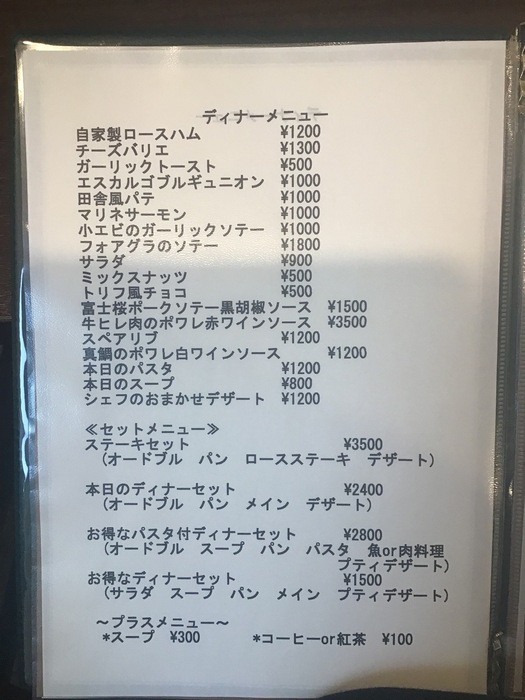 ディナーメニュー
自家製ロースハム ¥1200
チーズバリエ ¥1300
ガーリックトースト ¥500
エスカルゴブルギュニオン ¥1000
田舎風パテ ¥1000
マリネサーモン ¥1000
小エビのガーリックソテー ¥1000
フォアグラのソテー ¥1800
サラダ ¥900
ミックスナッツ ¥500
トリフ風チョコ ¥500
富士桜ポークソテー黒胡椒ソース ¥1500
牛ヒレ肉のポワレ赤ワインソース ¥3500
スペアリブ ¥1200
真鯛のポワレ白ワインソース ¥1200
本日のパスタ ¥1200
本日のスープ ¥800
シェフのおまかせデザート ¥1200
≪セットメニュー≫
ステーキセット ¥3500
(オードブル パン ロースステーキ デザート)
本日のディナーセット ¥2400
(オードブル パン メイン デザート)
お得なパスタ付ディナーセット ¥2800
(オードブル スープ パン パスタ 魚or肉料理
プティデザート)
お得なディナーセット ¥1500
(サラダ スープ パン メイン プティデザート)
～プラスメニュー～
*スープ ¥300 *コーヒーor紅茶 ¥100